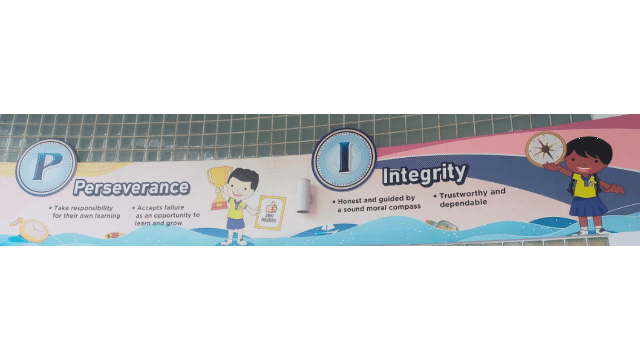 P
Perseverance
• Take responsibility
for their own learning
• Accepts failure
as an opportunity to
learn and grow
I
Integrity
• Honest and guided by
a sound moral compass
• Trustworthy and
dependable